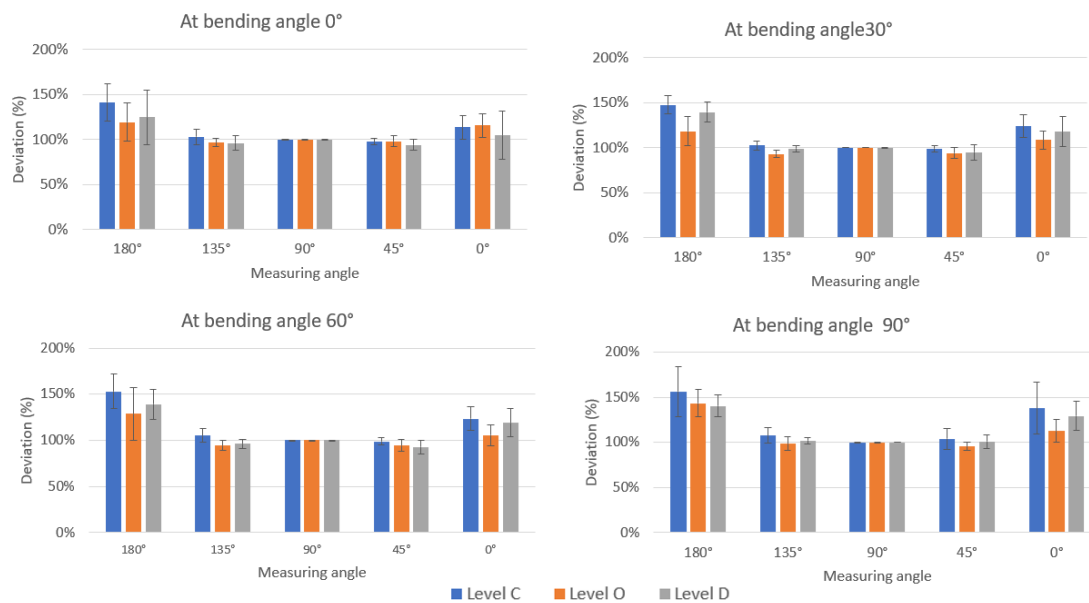 At bending angle 0°
200%
150%
100%
50%
0%
Deviation (%)
180° 135° 90° 45° 0°
Measuring angle
At bending angle30°
200%
150%
100%
50%
0%
Deviation (%)
180° 135° 90° 45° 0°
Measuring angle
At bending angle 60°
200%
150%
100%
50%
0%
Deviation (%)
180° 135° 90° 45° 0°
Measuring angle
At bending angle 90°
200%
150%
100%
50%
0%
Deviation (%)
180° 135° 90° 45° 0°
Measuring angle
Level C Level O Level D